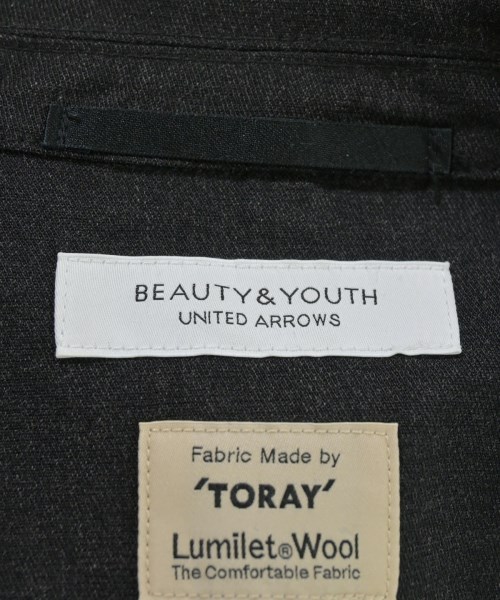 BEAUTY&YOUTH
UNITED ARROWS
Fabric Made by
'TORAY'
Lumilet®Wool
The Comfortable Fabric